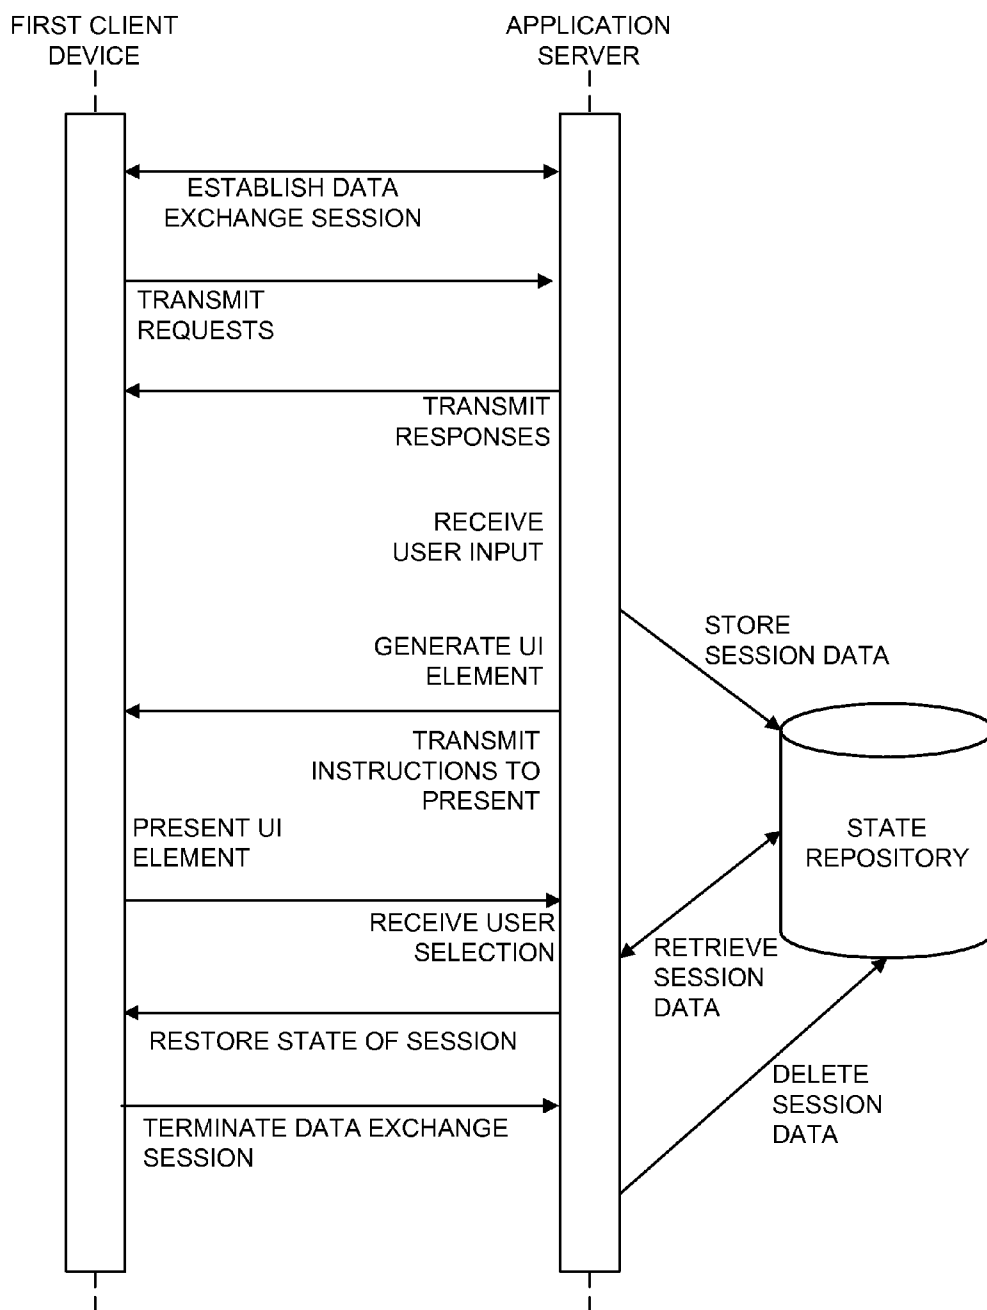 FIRST CLIENT
DEVICE
APPLICATION
SERVER
ESTABLISH DATA
EXCHANGE SESSION
TRANSMIT
REQUESTS
TRANSMIT
RESPONSES
RECEIVE
USER INPUT
STORE
SESSION DATA
GENERATE UI
ELEMENT
TRANSMIT
INSTRUCTIONS TO
PRESENT
PRESENT UI
ELEMENT
STATE
REPOSITORY
RECEIVE USER
SELECTION
RETRIEVE
SESSION
DATA
RESTORE STATE OF SESSION
DELETE
SESSION
DATA
TERMINATE DATA EXCHANGE
SESSION